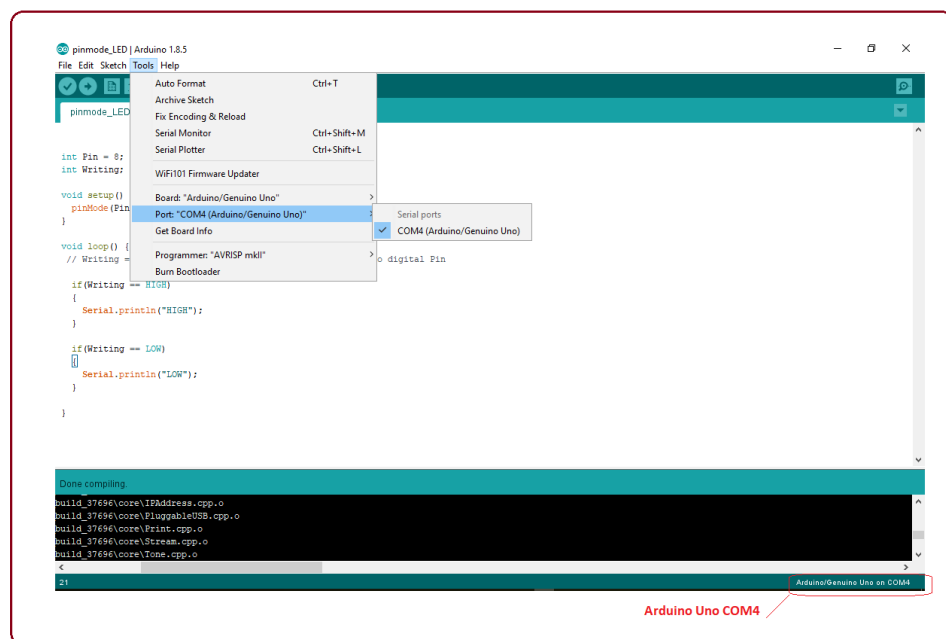 pinmode_LED | Arduino 1.8.5
File Edit Sketch Tools Help
pinmode_LED
Auto Format Ctrl+T
Archive Sketch
Fix Encoding & Reload
Serial Monitor Ctrl+Shift+M
Serial Plotter Ctrl+Shift+L
WiFi101 Firmware Updater
Board: "Arduino/Genuino Uno"
Port: "COM4 (Arduino/Genuino Uno)"
Get Board Info
Programmer: "AVRISP mkII"
Burn Bootloader
Serial ports
COM4 (Arduino/Genuino Uno)
int Pin = 8;
int Writing;
void setup()
pinMode(Pin
}
void loop() {
// Writing = o digital Pin
if(Writing == HIGH)
{
Serial.println("HIGH");
}
if(Writing == LOW)
{
Serial.println("LOW");
}
}
Done compiling.
build_37696\core\IPAddress.cpp.o
build_37696\core\PluggableUSB.cpp.o
build_37696\core\Print.cpp.o
build_37696\core\Stream.cpp.o
build_37696\core\Tone.cpp.o
21 Arduino/Genuino Uno on COM4
Arduino Uno COM4